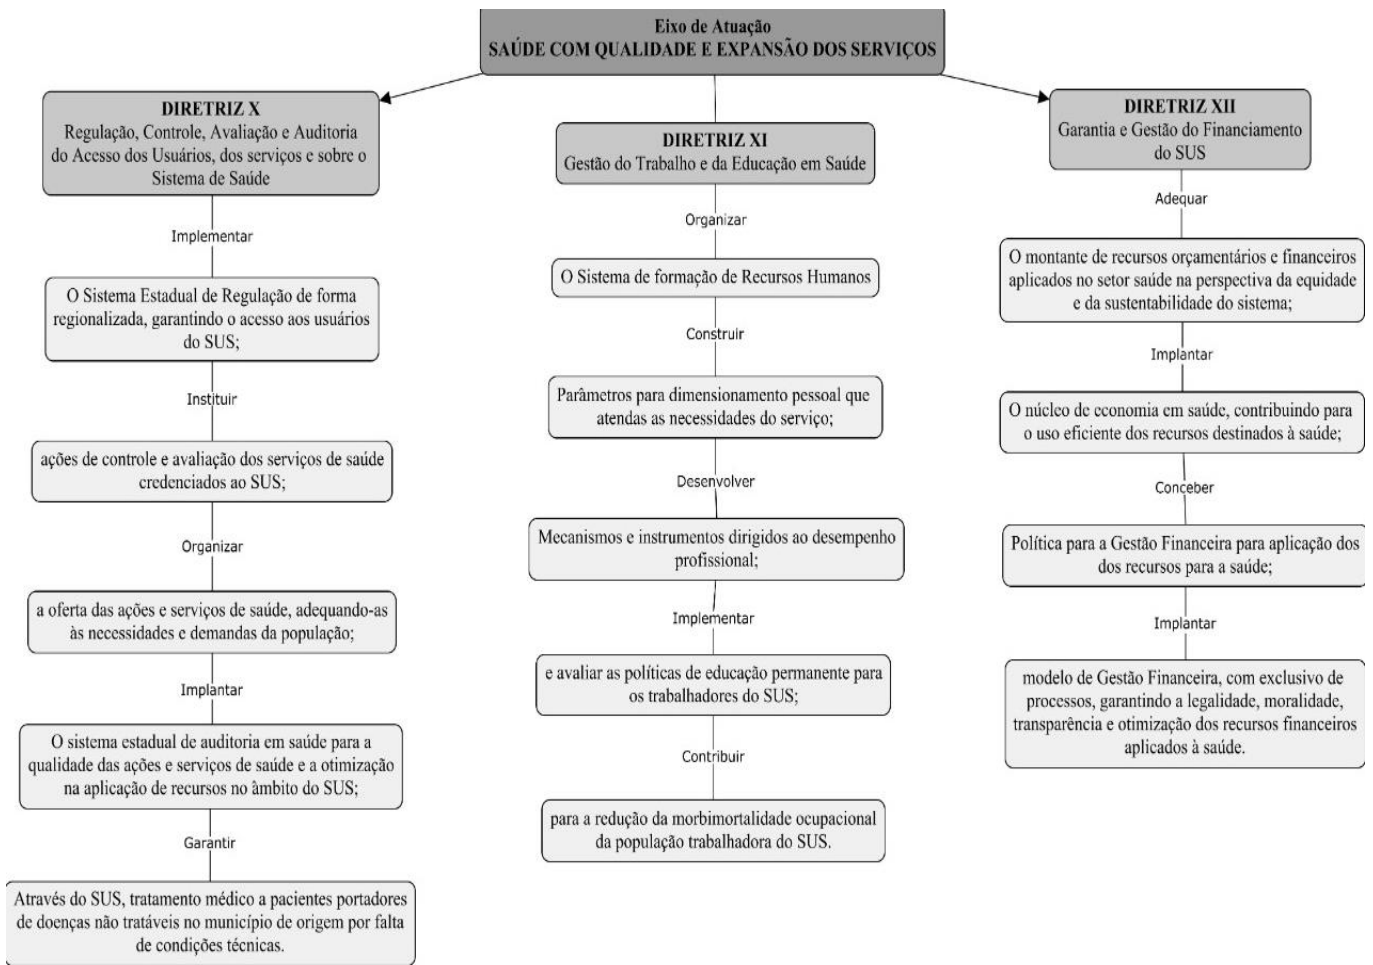 Eixo de Atuação
SAÚDE COM QUALIDADE E EXPANSÃO DOS SERVIÇOS
DIRETRIZ X
Regulação, Controle, Avaliação e Auditoria
do Acesso dos Usuários, dos serviços e sobre o
Sistema de Saúde
Implementar
O Sistema Estadual de Regulação de forma
regionalizada, garantindo o acesso aos usuários
do SUS;
Instituir
ações de controle e avaliação dos serviços de saúde
credenciados ao SUS;
Organizar
a oferta das ações e serviços de saúde, adequando-as
às necessidades e demandas da população;
Implantar
O sistema estadual de auditoria em saúde para a
qualidade das ações e serviços de saúde e a otimização
na aplicação de recursos no âmbito do SUS;
Garantir
Através do SUS, tratamento médico a pacientes portadores
de doenças não tratáveis no município de origem por falta
de condições técnicas.
DIRETRIZ XI
Gestão do Trabalho e da Educação em Saúde
Organizar
O Sistema de formação de Recursos Humanos
Construir
Parâmetros para dimensionamento pessoal que
atendas as necesidades do serviço;
Desenvolver
Mecanismos e instrumentos dirigidos ao desempenho
profissional;
Implementar
e avaliar as políticas de educação permanente para
os trabalhadores do SUS;
Contribuir
para a redução da morbimortalidade ocupacional
da população trabalhadora do SUS.
DIRETRIZ XII
Garantia e Gestão do Financiamento
do SUS
Adequar
O montante de recursos orçamentários e financeiros
aplicados no setor saúde na perspectiva da equidade
e da sustentabilidade do sistema;
Implantar
O núcleo de economia em saúde, contribuindo para
o uso eficiente dos recursos destinados à saúde;
Conceber
Política para a Gestão Financeira para aplicação dos
dos recursos para a saúde;
Implantar
modelo de Gestão Financeira, com exclusivo de
processos, garantindo a legalidade, moralidade,
transparência e otimização dos recursos financeiros
aplicados à saúde.